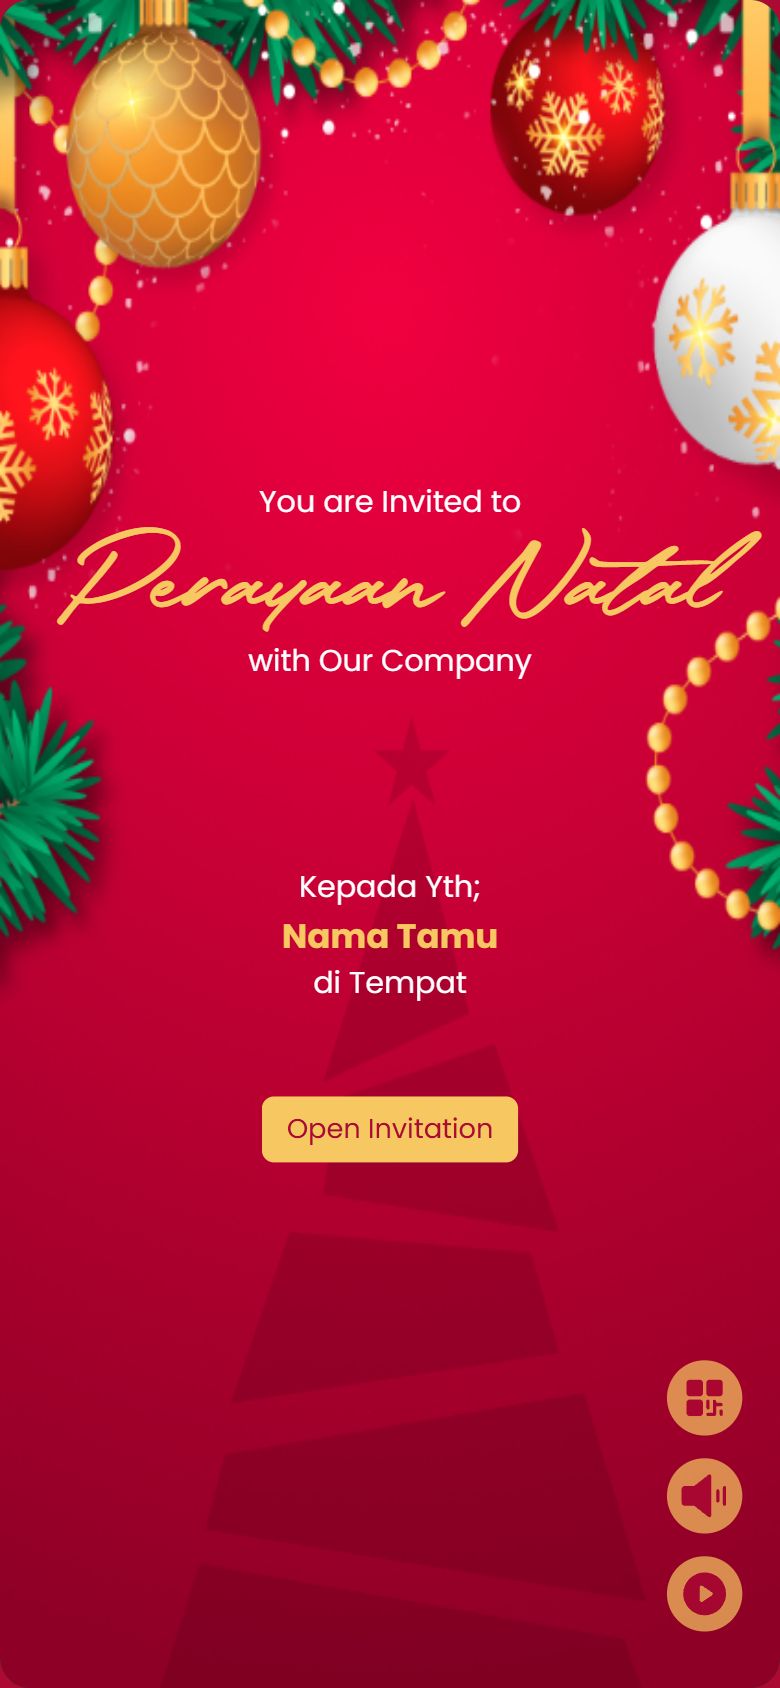 You are Invited to
Perayaan Natal
with Our Company
Kepada Yth;
Nama Tamu
di Tempat
Open Invitation